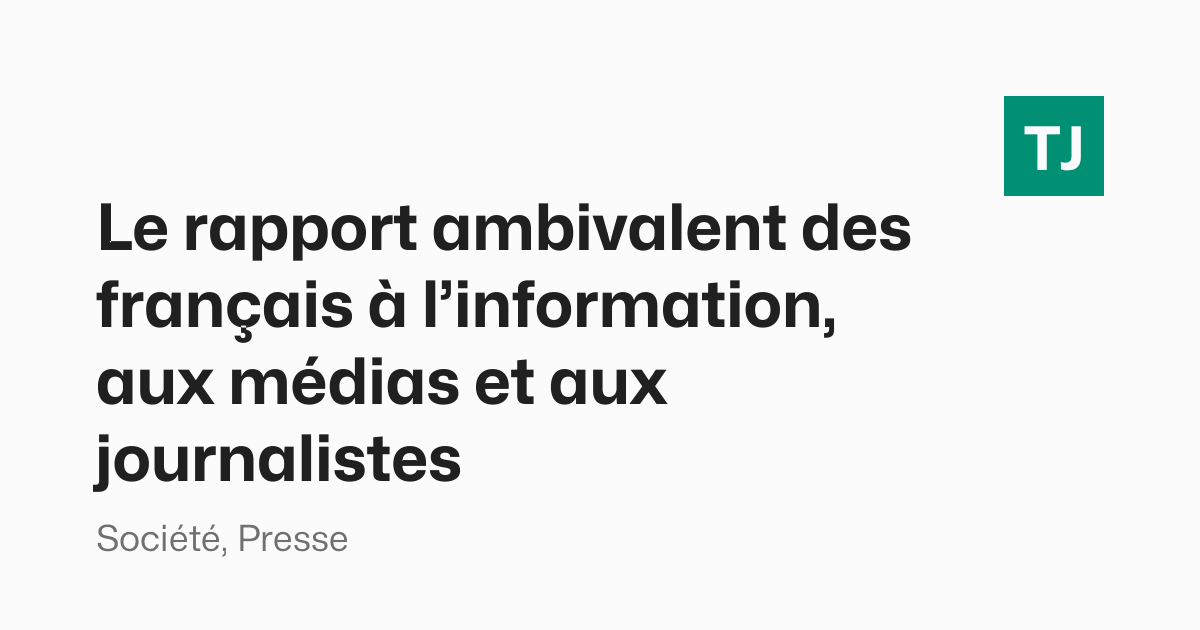 TJ
Le rapport ambivalent des
français à l’information,
aux médias et aux
journalistes
Société, Presse